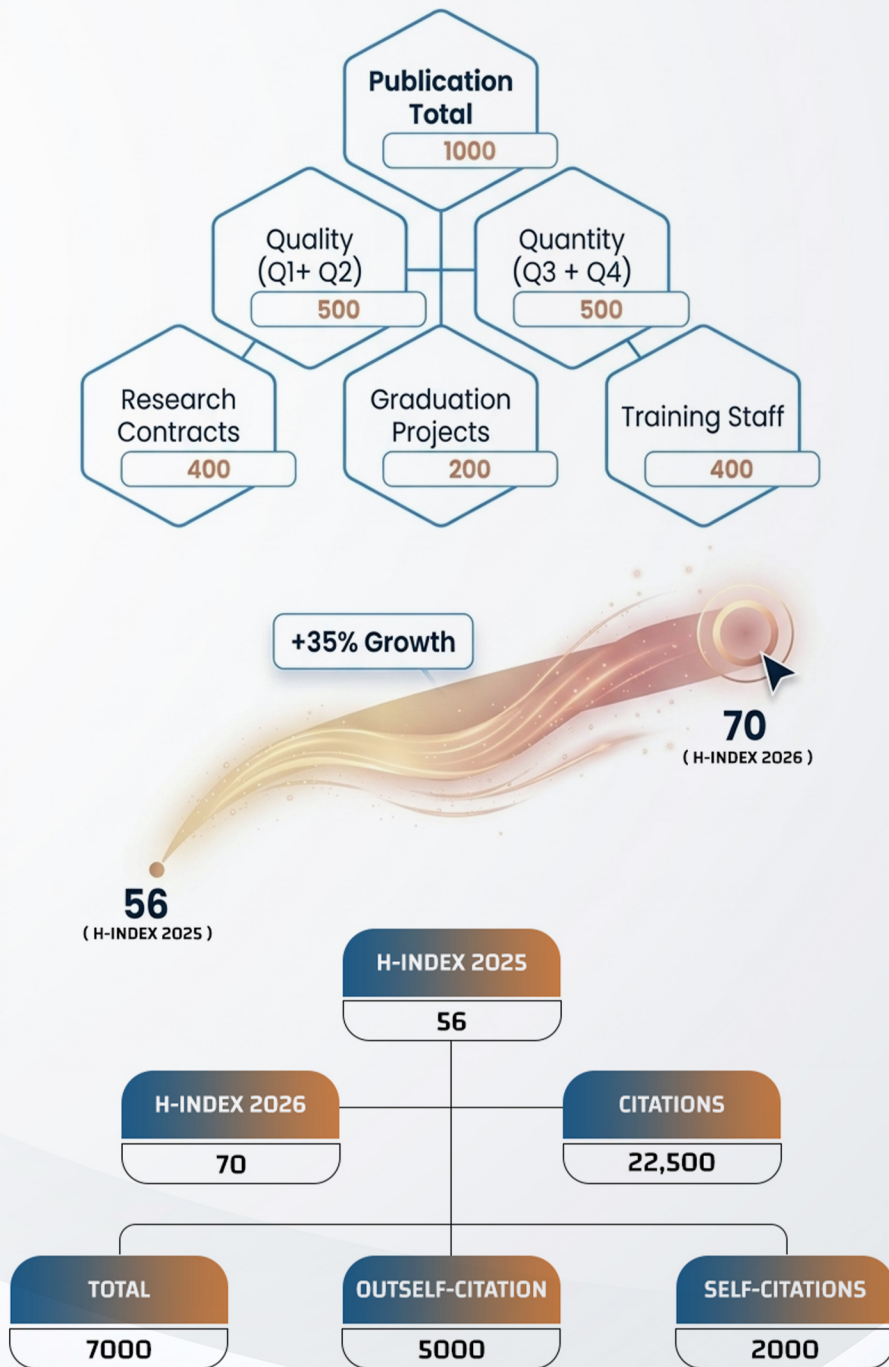 Publication
Total
1000
Quality
(Q1+ Q2)
500
Quantity
(Q3 + Q4)
500
Research
Contracts
400
Graduation
Projects
200
Training Staff
400
+35% Growth
70
( H-INDEX 2026 )
56
( H-INDEX 2025 )
H-INDEX 2025
56
H-INDEX 2026
70
CITATIONS
22,500
TOTAL
7000
OUTSELF-CITATION
5000
SELF-CITATIONS
2000